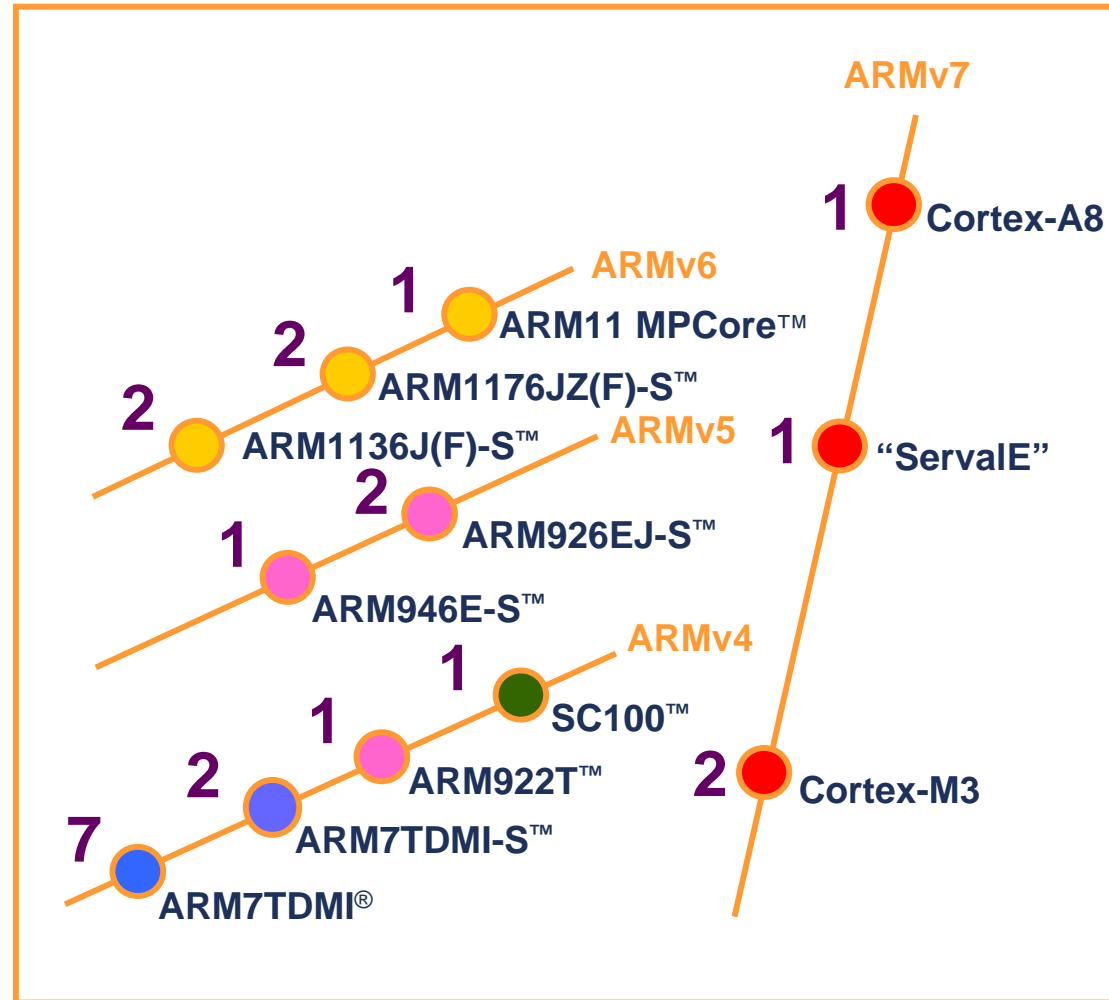 ARMv7
1
Cortex-A8
ARMv6
1
ARM11 MPCore™
2
ARM1176JZ(F)-S™
2
ARM1136J(F)-S™
ARMv5
1
“ServalE”
2
ARM926EJ-S™
1
ARM946E-S™
ARMv4
1
SC100™
1
ARM922T™
2
Cortex-M3
2
ARM7TDMI-S™
7
ARM7TDMI®